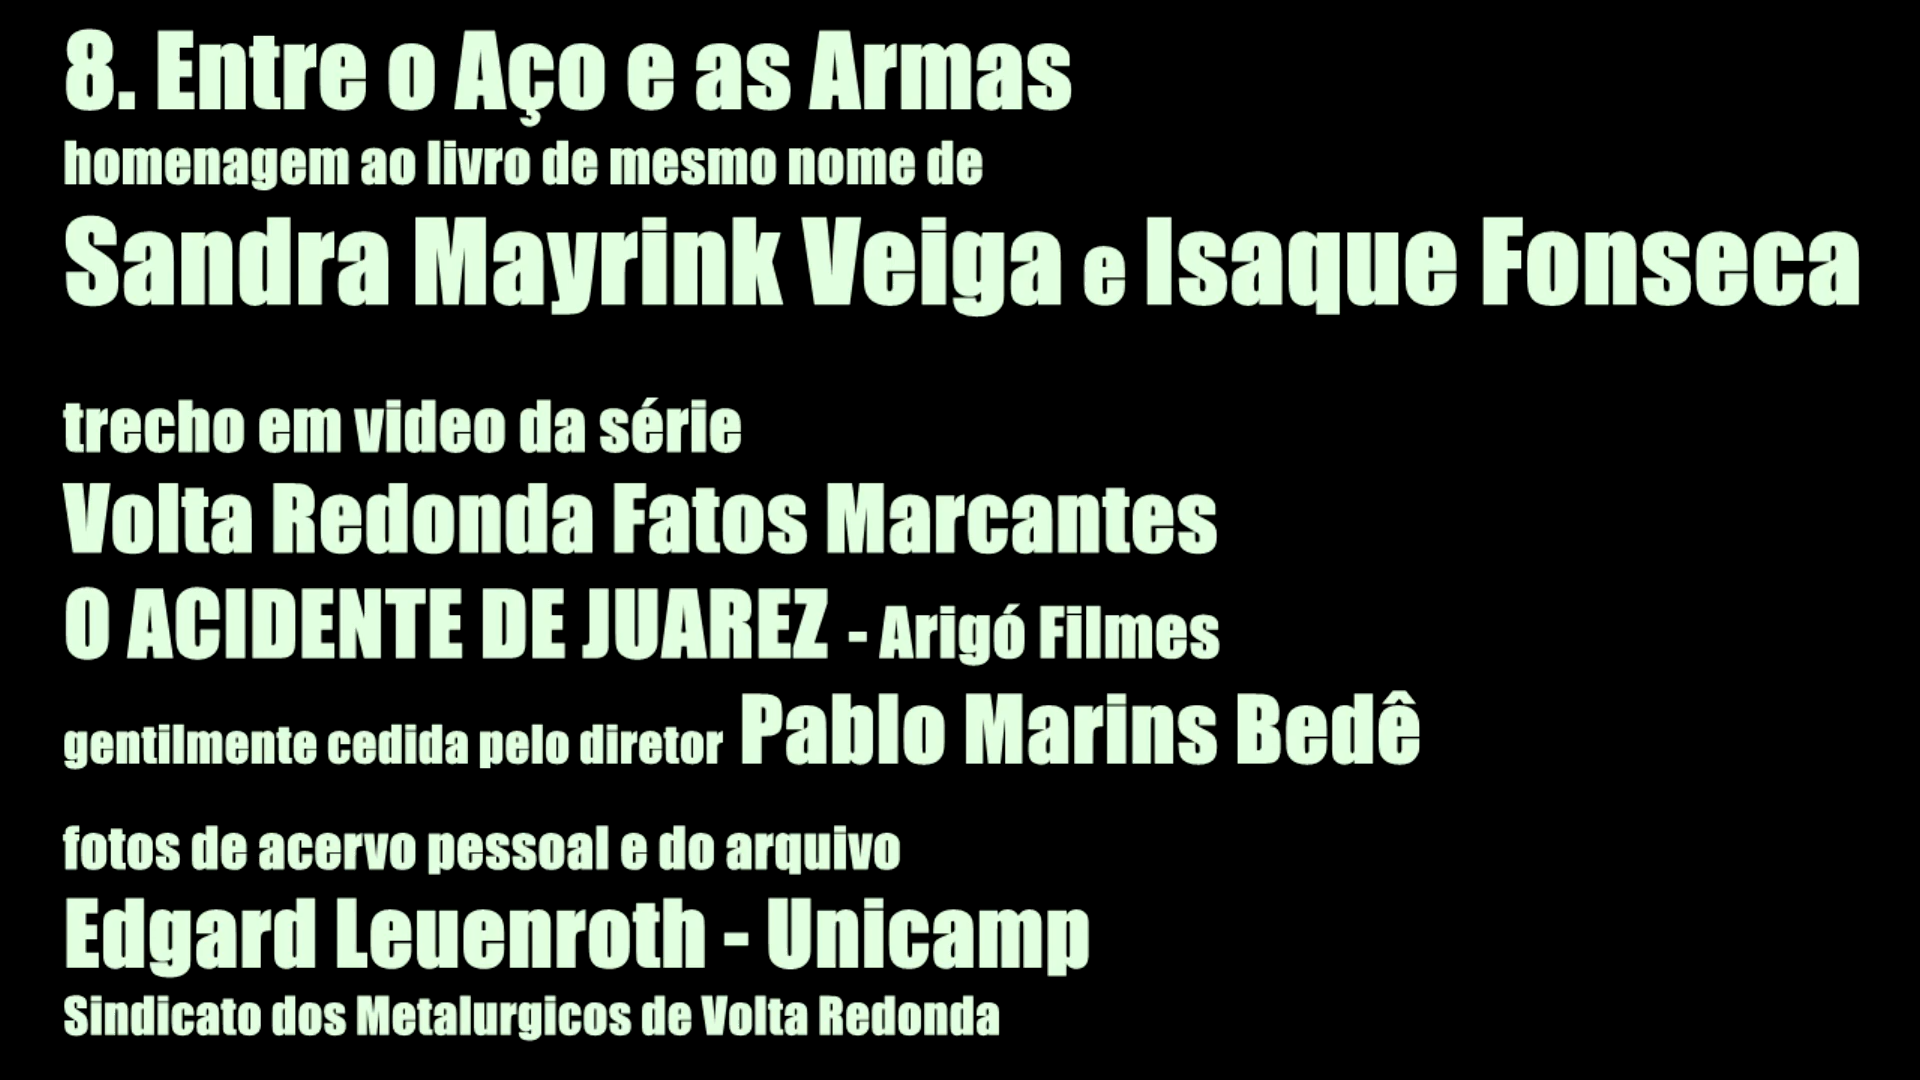 8. Entre o Aço e as Armas
homenagem ao livro de mesmo nome de
Sandra Mayrink Veiga e Isaque Fonseca
trecho em video da série
Volta Redonda Fatos Marcantes
O ACIDENTE DE JUAREZ - Arigó Filmes
gentilmente cedida pelo diretor Pablo Marins Bedê
fotos de acervo pessoal e do arquivo
Edgard Leuenroth - Unicamp
Sindicato dos Metalurgicos de Volta Redonda